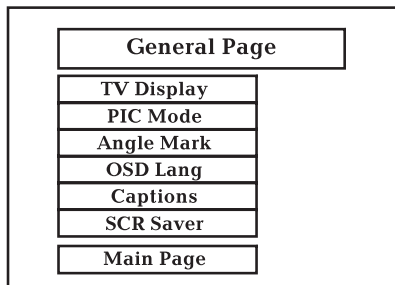 General Page
TV Display
PIC Mode
Angle Mark
OSD Lang
Captions
SCR Saver
Main Page